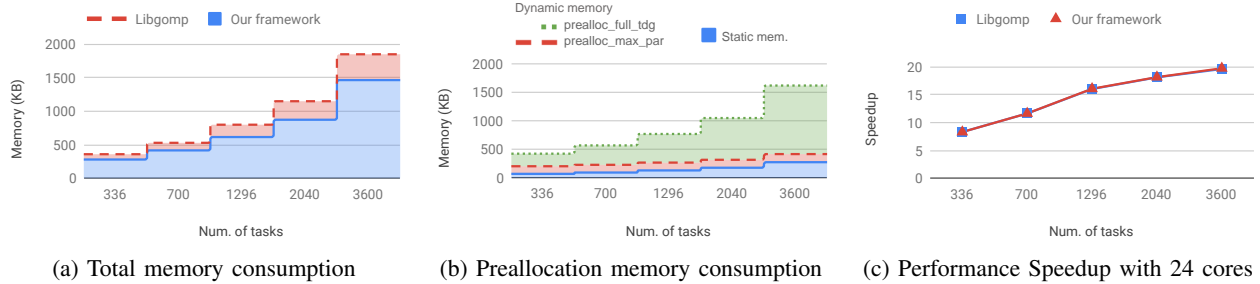 Libgomp Our framework
Memory (KB)
2000
1500
1000
500
0
336 700 1296 2040 3600
Num. of tasks
(a) Total memory consumption
Dynamic memory
prealloc_full_tdg
prealloc_max_par
Static mem.
Memory (KB)
2000
1500
1000
500
0
336 700 1296 2040 3600
Num. of tasks
(b) Preallocation memory consumption
Libgomp Our framework
Speedup
20
15
10
5
0
336 700 1296 2040 3600
Num. of tasks
(c) Performance Speedup with 24 cores